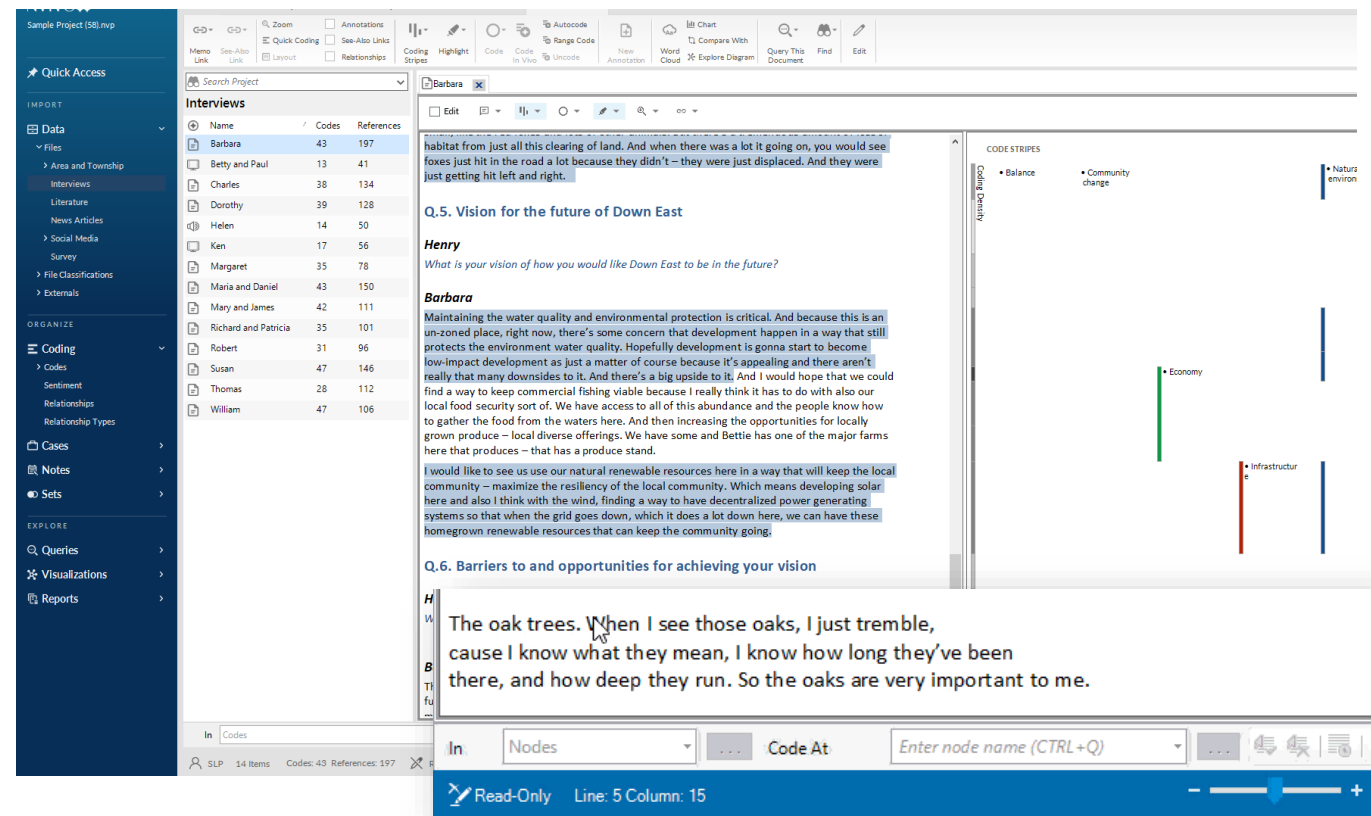 Sample Project (58).nvp
Quick Access
IMPORT
Data
Files
Area and Township
Interviews
Literature
News Articles
Social Media
Survey
File Classifications
Externals
ORGANIZE
Coding
Codes
Sentiment
Relationships
Relationship Types
Cases
Notes
Sets
EXPLORE
Queries
Visualizations
Reports
Memo Link
See-Also Link
Zoom
Quick Coding
Layout
Annotations
See-Also Links
Relationships
Coding Stripes
Highlight
Code
Code In Vivo
Autocode
Range Code
Uncode
New Annotation
Word Cloud
Chart
Compare With
Explore Diagram
Query This Document
Find
Edit
Search Project
Interviews
Name Codes References
Barbara 43 197
Betty and Paul 13 41
Charles 38 134
Dorothy 39 128
Helen 14 50
Ken 17 56
Margaret 35 78
Maria and Daniel 43 150
Mary and James 42 111
Richard and Patricia 35 101
Robert 31 96
Susan 47 146
Thomas 28 112
William 47 106
Barbara
Edit
habitat from just all this clearing of land. And when there was a lot it going on, you would see
foxes just hit in the road a lot because they didn't – they were just displaced. And they were
just getting hit left and right.
Q.5. Vision for the future of Down East
Henry
What is your vision of how you would like Down East to be in the future?
Barbara
Maintaining the water quality and environmental protection is critical. And because this is an
un-zoned place, right now, there's some concern that development happen in a way that still
protects the environment water quality. Hopefully development is gonna start to become
low-impact development as just a matter of course because it's appealing and there aren't
really that many downsides to it. And there's a big upside to it. And I would hope that we could
find a way to keep commercial fishing viable because I really think it has to do with also our
local food security sort of. We have access to all of this abundance and the people know how
to gather the food from the waters here. And then increasing the opportunities for locally
grown produce – local diverse offerings. We have some and Bettie has one of the major farms
here that produces – that has a produce stand.
I would like to see us use our natural renewable resources here in a way that will keep the local
community – maximize the resiliency of the local community. Which means developing solar
here and also I think with the wind, finding a way to have decentralized power generating
systems so that when the grid goes down, which it does a lot down here, we can have these
homegrown renewable resources that can keep the community going.
Q.6. Barriers to and opportunities for achieving your vision
CODE STRIPES
Coding Density
Balance
Community
change
Natura
environ
Economy
Infrastructur
e
In Codes
SLP 14 Items Codes: 43 References: 197
The oak trees. When I see those oaks, I just tremble,
cause I know what they mean, I know how long they've been
there, and how deep they run. So the oaks are very important to me.
In Nodes ... Code At Enter node name (CTRL+Q) ...
Read-Only Line: 5 Column: 15